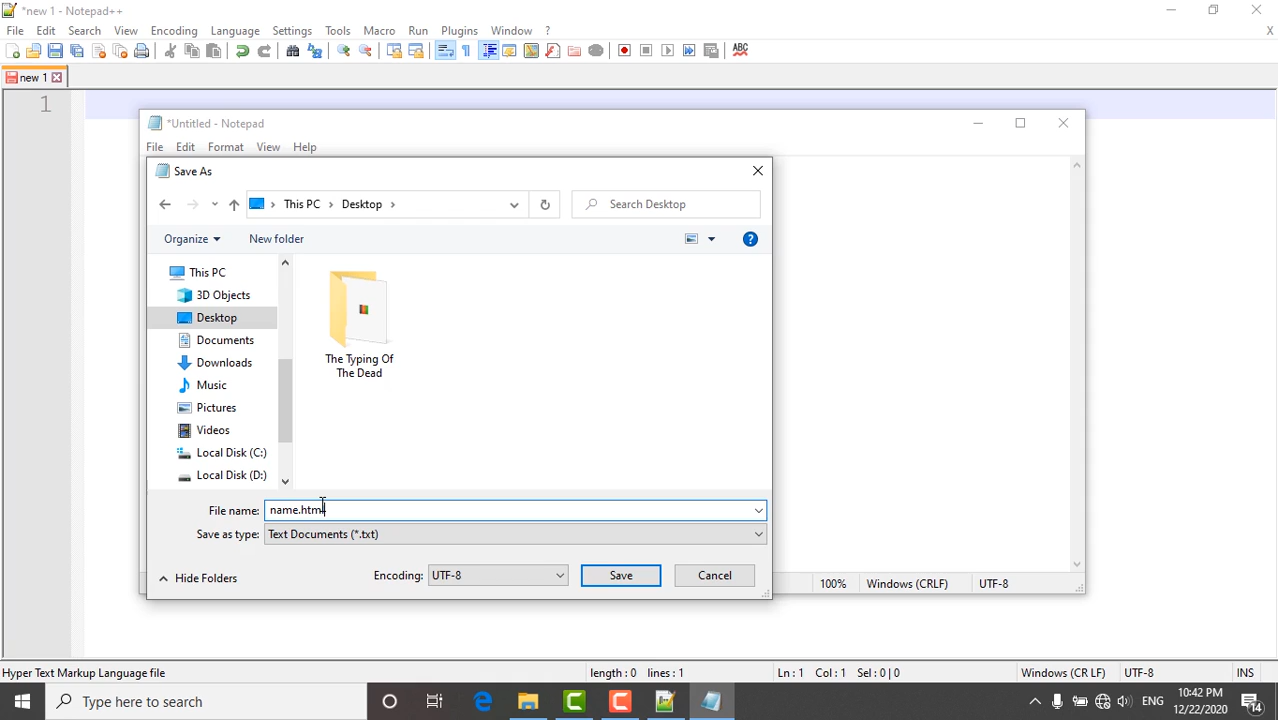 *new 1 - Notepad++
File Edit Search View Encoding Language Settings Tools Macro Run Plugins Window ? X
ABC
new 1
1
*Untitled - Notepad
File Edit Format View Help
Save As
This PC Desktop
Search Desktop
Organize New folder
This PC
3D Objects
Desktop
Documents
Downloads
Music
Pictures
Videos
Local Disk (C:)
Local Disk (D:)
The Typing Of
The Dead
File name: name.html
Save as type: Text Documents (*.txt)
Hide Folders Encoding: UTF-8 Save Cancel
100% Windows (CRLF) UTF-8
Hyper Text Markup Language file length : 0 lines : 1 Ln : 1 Col : 1 Sel : 0 | 0 Windows (CR LF) UTF-8 INS
Type here to search
ENG
10:42 PM
12/22/2020
14